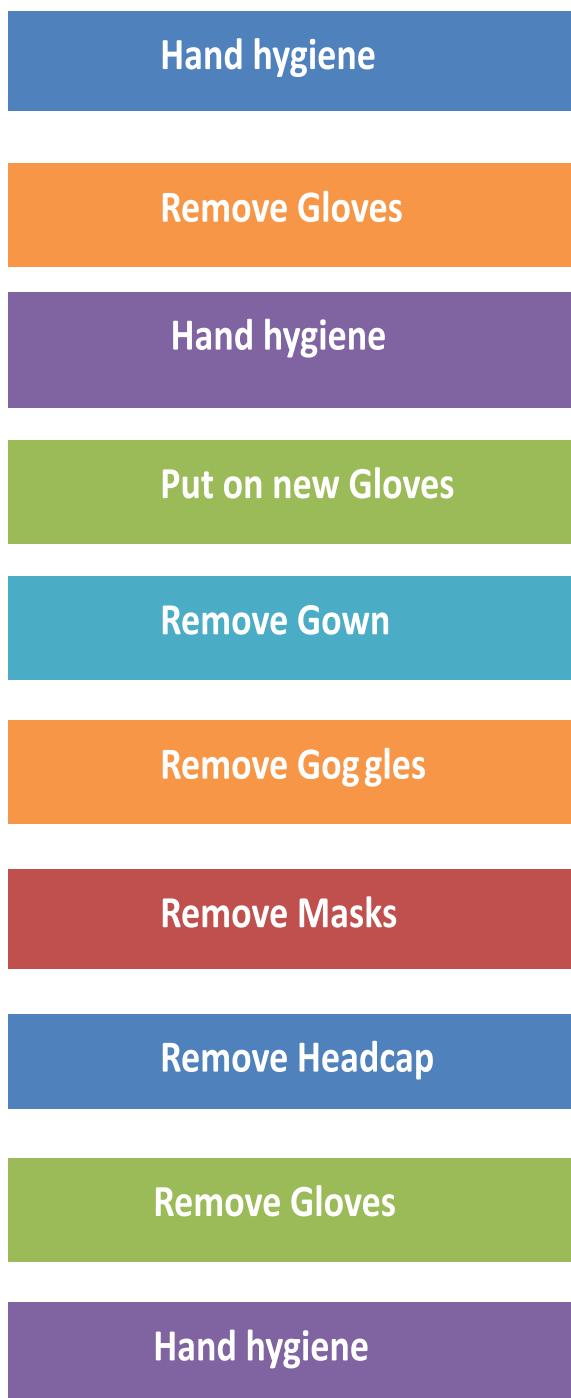 Hand hygiene
Remove Gloves
Hand hygiene
Put on new Gloves
Remove Gown
Remove Goggles
Remove Masks
Remove Headcap
Remove Gloves
Hand hygiene